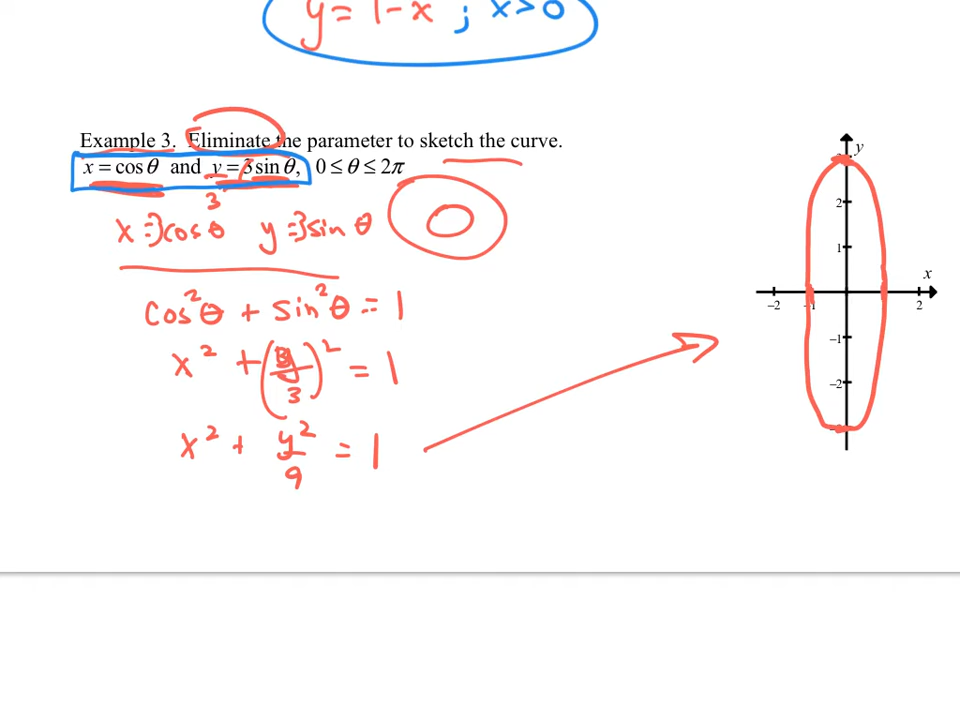 y = 1 - x ; x > 0
Example 3. Eliminate the parameter to sketch the curve.
x = cos θ and y = 3 sin θ, 0 ≤ θ ≤ 2π
3
x = 3 cos θ y = 3 sin θ
cos²θ + sin²θ = 1
x² + (y/3)² = 1
x² + y²/9 = 1
y
2
1
x
-2 -1 2
-1
-2